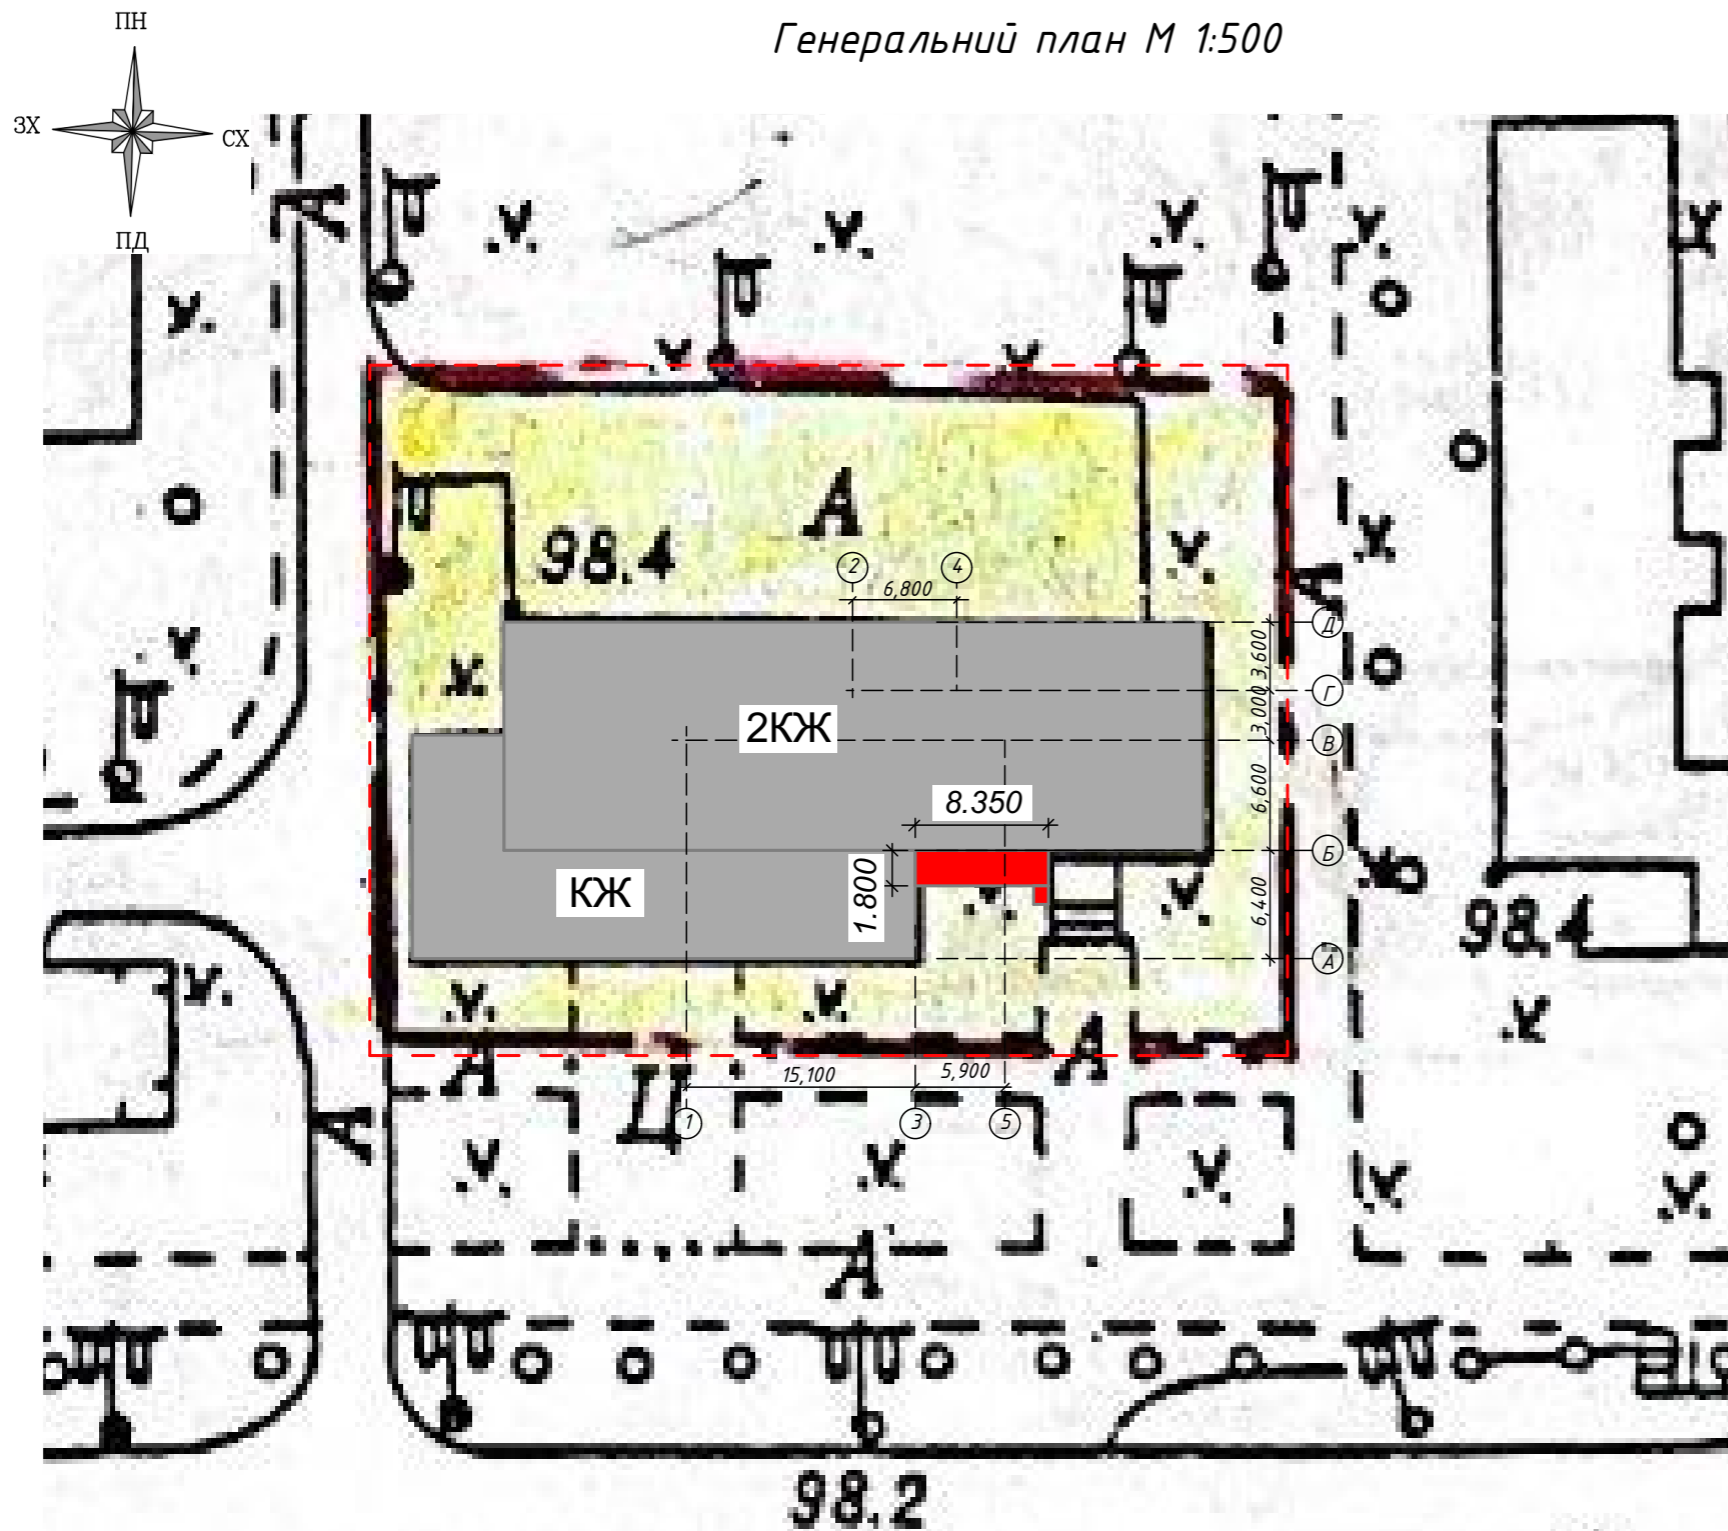 ПН
Генеральний план М 1:500
ЗХ
СХ
ПД
А
А
98.4
2
4
6,800
А
Д
3,600
Г
3,000
2КЖ
В
6,600
8.350
Б
1.800
КЖ
6,400
98.4
А
А
А
15,100
5,900
А
1
3
5
А
98.2